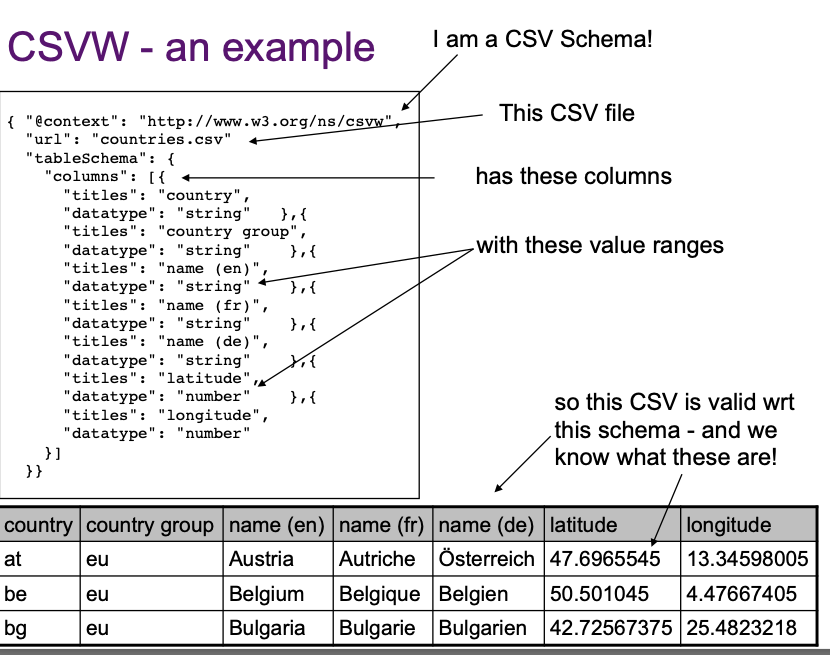 CSVW - an example
I am a CSV Schema!
{ "@context": "http://www.w3.org/ns/csvw",
"url": "countries.csv"
"tableSchema": {
"columns": [{
"titles": "country",
"datatype": "string" },{
"titles": "country group",
"datatype": "string" },{
"titles": "name (en)",
"datatype": "string" },{
"titles": "name (fr)",
"datatype": "string" },{
"titles": "name (de)",
"datatype": "string" },{
"titles": "latitude",
"datatype": "number" },{
"titles": "longitude",
"datatype": "number"
}]
}}
This CSV file
has these columns
with these value ranges
so this CSV is valid wrt
this schema - and we
know what these are!
country country group name (en) name (fr) name (de) latitude longitude
at eu Austria Autriche Österreich 47.6965545 13.34598005
be eu Belgium Belgique Belgien 50.501045 4.47667405
bg eu Bulgaria Bulgarie Bulgarien 42.72567375 25.4823218